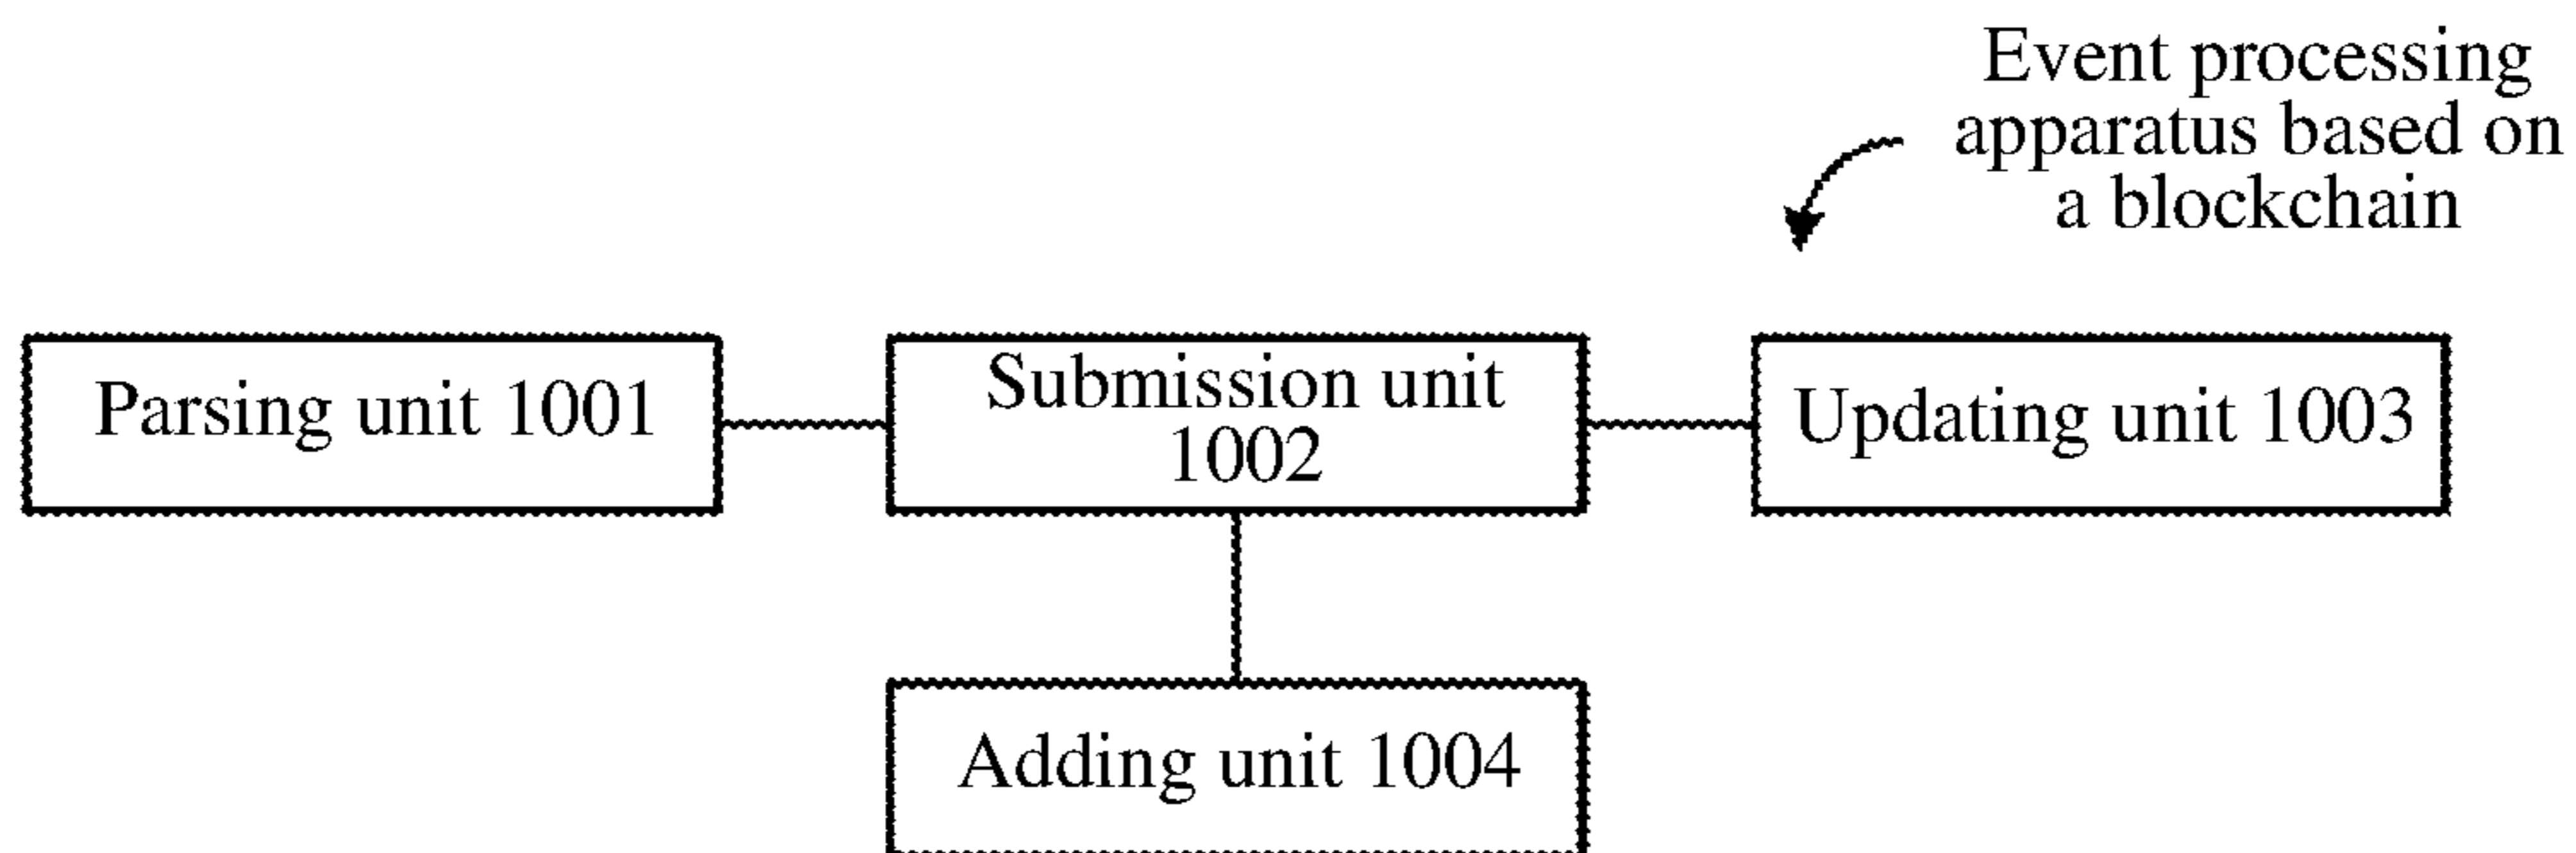 Event processing
apparatus based on
a blockchain
Parsing unit 1001
Submission unit
1002
Updating unit 1003
Adding unit 1004